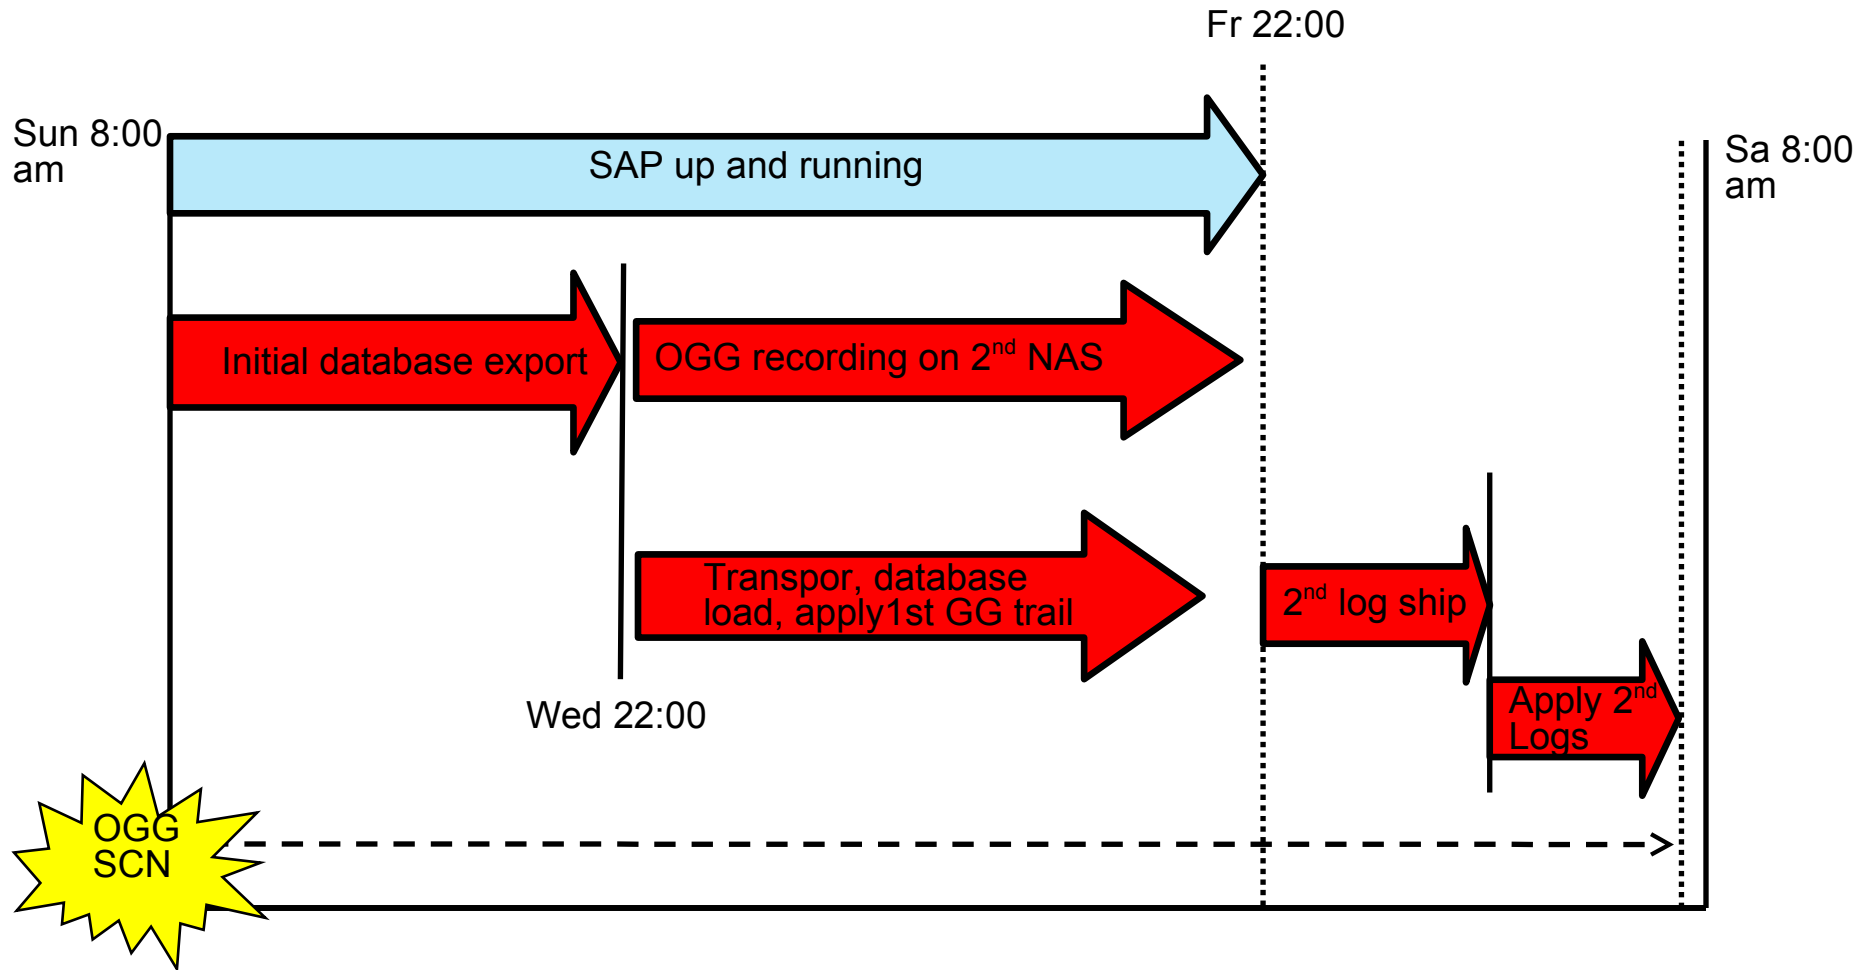 Fr 22:00
Sun 8:00
am
SAP up and running
Sa 8:00
am
Initial database export
OGG recording on 2nd NAS
Transpor, database
load, apply1st GG trail
2nd log ship
Wed 22:00
Apply 2nd
Logs
OGG
SCN